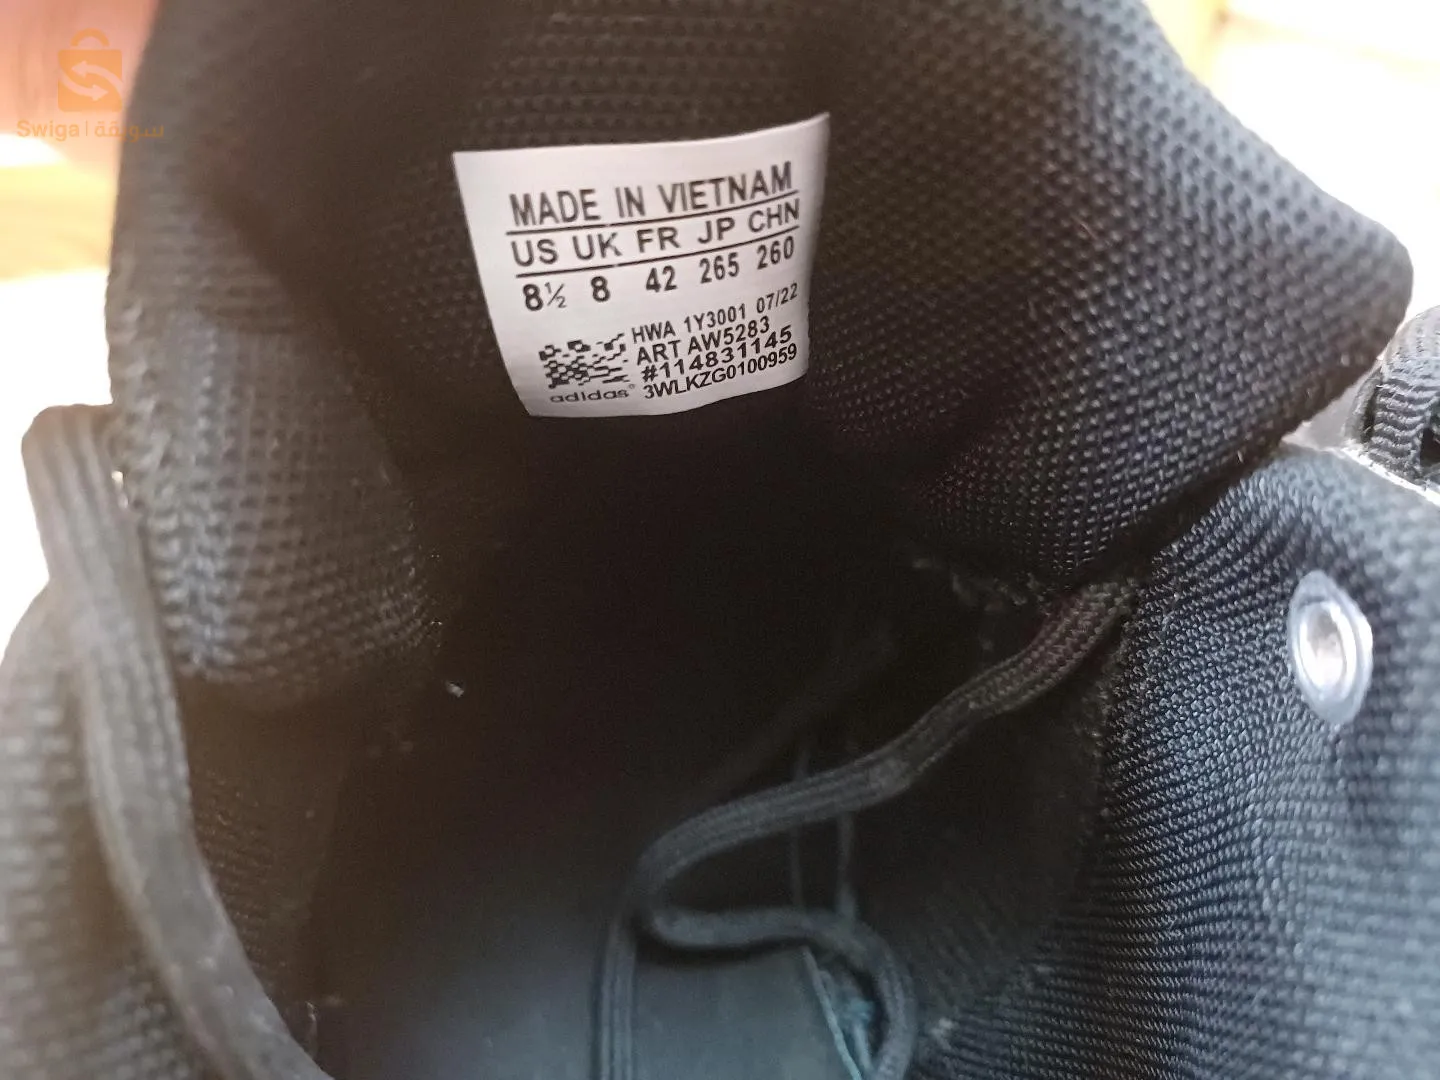 Swiga | سويقة
MADE IN VIETNAM
US UK FR JP CHN
8½ 8 42 265 260
HWA 1Y3001 07/22
ART AW5283
#114831145
3WLKZG0100959
adidas